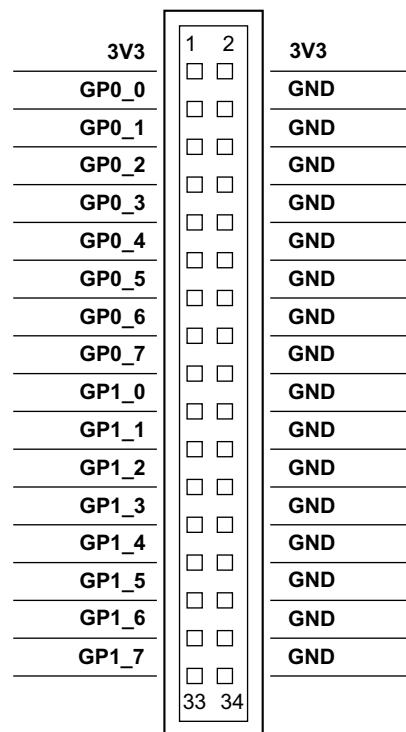 3V3 1 2 3V3
GP0_0 GND
GP0_1 GND
GP0_2 GND
GP0_3 GND
GP0_4 GND
GP0_5 GND
GP0_6 GND
GP0_7 GND
GP1_0 GND
GP1_1 GND
GP1_2 GND
GP1_3 GND
GP1_4 GND
GP1_5 GND
GP1_6 GND
GP1_7 GND
33 34